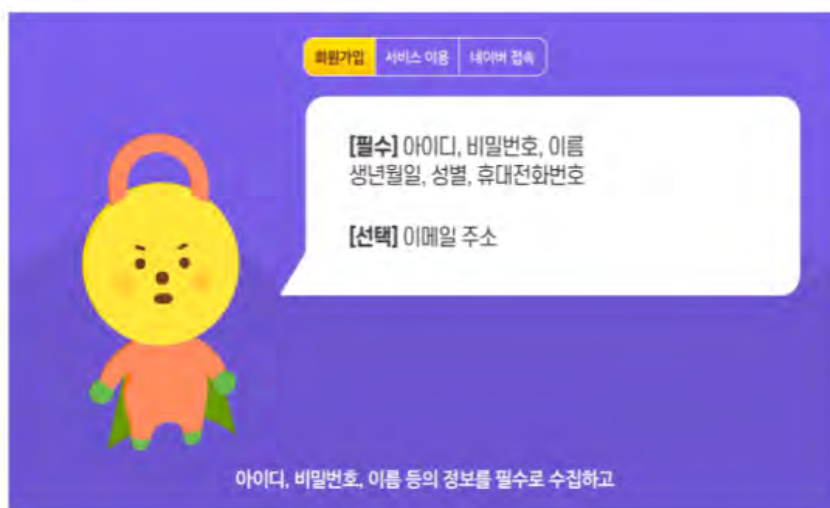 회원가입 서비스 이용 네이버 접속
[필수] 아이디, 비밀번호, 이름
생년월일, 성별, 휴대전화번호
[선택] 이메일 주소
아이디, 비밀번호, 이름 등의 정보를 필수로 수집하고